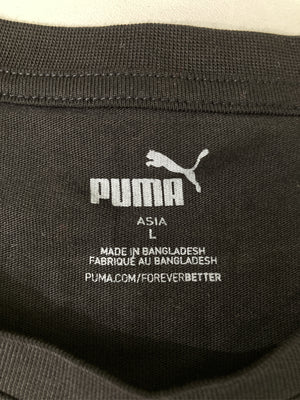 PUMA
ASIA
L
MADE IN BANGLADESH
FABRIQUÉ AU BANGLADESH
PUMA.COM/FOREVERBETTER